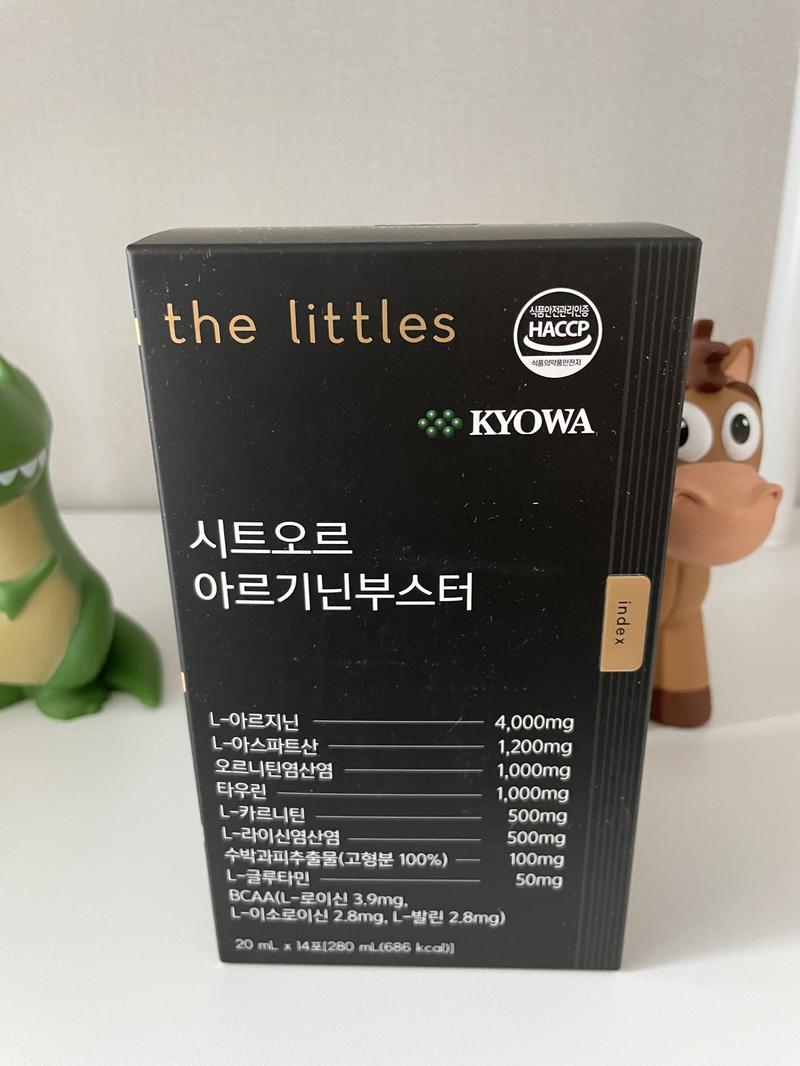 the littles
식품안전관리인증
HACCP
식품의약품안전처
KYOWA
시트오르
아르기닌부스터
index
L-아르지닌 4,000mg
L-아스파트산 1,200mg
오르니틴염산염 1,000mg
타우린 1,000mg
L-카르니틴 500mg
L-라이신염산염 500mg
수박과피추출물(고형분 100%) 100mg
L-글루타민 50mg
BCAA(L-로이신 3.9mg,
L-이소로이신 2.8mg, L-발린 2.8mg)
20 mL x 14포[280 mL(686 kcal)]